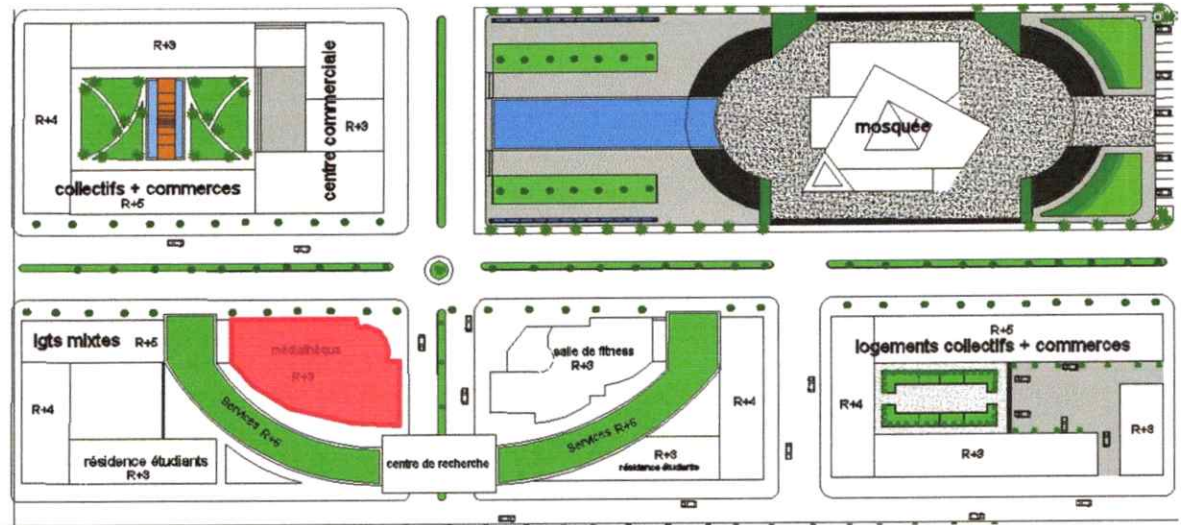 R+3
R+4
centre commerciale
R+3
collectifs + commerces
R+5
mosquée
lgts mixtes R+5
médiathèque
R+3
Services R+6
R+4
résidence étudiants
R+3
centre de recherche
salle de fitness
R+3
Services R+6
R+4
R+3
résidence étudiants
R+5
logements collectifs + commerces
R+4
R+3
R+3